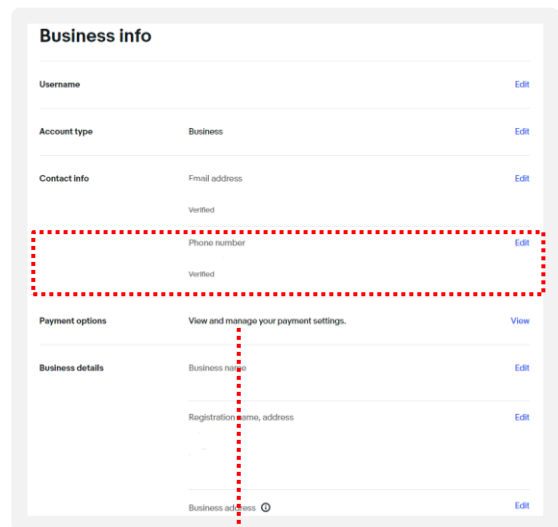 Business info
Username Edit
Account type Business Edit
Contact info Email address Edit
Verified
Phone number Edit
Verified
Payment options View and manage your payment settings. View
Business details Business name Edit
Registration name, address Edit
Business address Edit